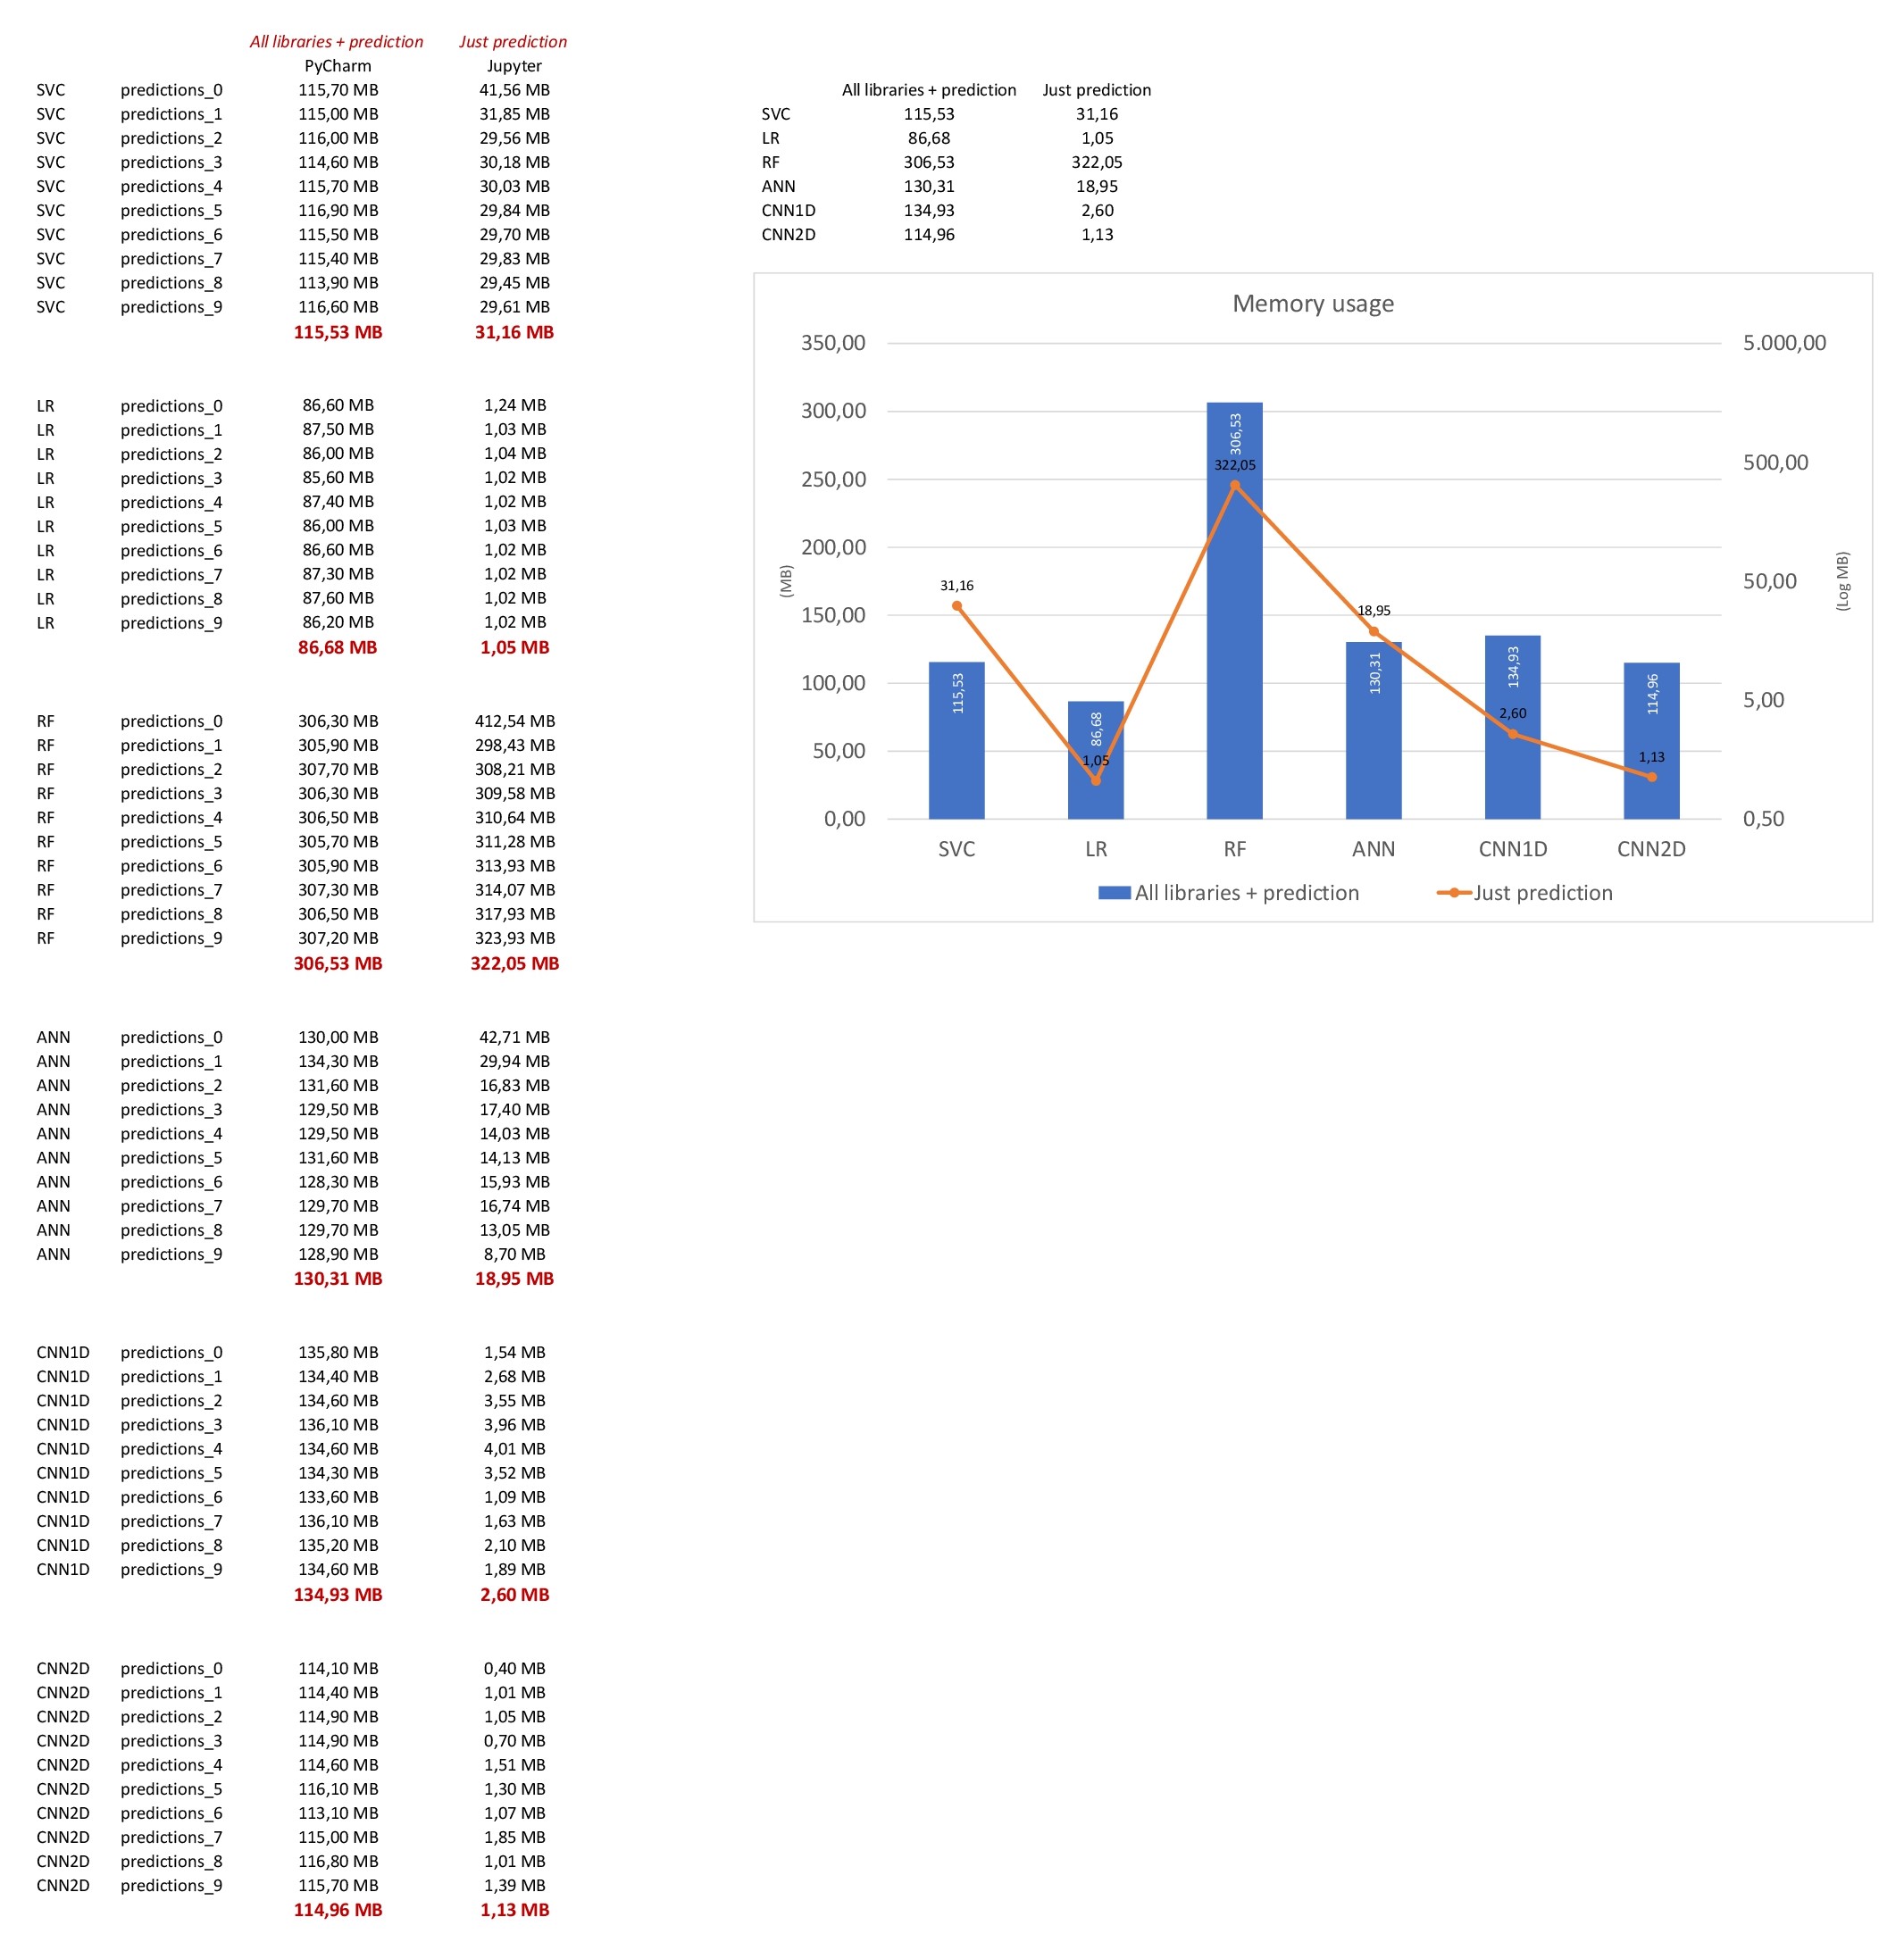 All libraries + prediction Just prediction
PyCharm Jupyter
SVC predictions_0 115,70 MB 41,56 MB
SVC predictions_1 115,00 MB 31,85 MB
SVC predictions_2 116,00 MB 29,56 MB
SVC predictions_3 114,60 MB 30,18 MB
SVC predictions_4 115,70 MB 30,03 MB
SVC predictions_5 116,90 MB 29,84 MB
SVC predictions_6 115,50 MB 29,70 MB
SVC predictions_7 115,40 MB 29,83 MB
SVC predictions_8 113,90 MB 29,45 MB
SVC predictions_9 116,60 MB 29,61 MB
115,53 MB 31,16 MB
LR predictions_0 86,60 MB 1,24 MB
LR predictions_1 87,50 MB 1,03 MB
LR predictions_2 86,00 MB 1,04 MB
LR predictions_3 85,60 MB 1,02 MB
LR predictions_4 87,40 MB 1,02 MB
LR predictions_5 86,00 MB 1,03 MB
LR predictions_6 86,60 MB 1,02 MB
LR predictions_7 87,30 MB 1,02 MB
LR predictions_8 87,60 MB 1,02 MB
LR predictions_9 86,20 MB 1,02 MB
86,68 MB 1,05 MB
RF predictions_0 306,30 MB 412,54 MB
RF predictions_1 305,90 MB 298,43 MB
RF predictions_2 307,70 MB 308,21 MB
RF predictions_3 306,30 MB 309,58 MB
RF predictions_4 306,50 MB 310,64 MB
RF predictions_5 305,70 MB 311,28 MB
RF predictions_6 305,90 MB 313,93 MB
RF predictions_7 307,30 MB 314,07 MB
RF predictions_8 306,50 MB 317,93 MB
RF predictions_9 307,20 MB 323,93 MB
306,53 MB 322,05 MB
ANN predictions_0 130,00 MB 42,71 MB
ANN predictions_1 134,30 MB 29,94 MB
ANN predictions_2 131,60 MB 16,83 MB
ANN predictions_3 129,50 MB 17,40 MB
ANN predictions_4 129,50 MB 14,03 MB
ANN predictions_5 131,60 MB 14,13 MB
ANN predictions_6 128,30 MB 15,93 MB
ANN predictions_7 129,70 MB 16,74 MB
ANN predictions_8 129,70 MB 13,05 MB
ANN predictions_9 128,90 MB 8,70 MB
130,31 MB 18,95 MB
CNN1D predictions_0 135,80 MB 1,54 MB
CNN1D predictions_1 134,40 MB 2,68 MB
CNN1D predictions_2 134,60 MB 3,55 MB
CNN1D predictions_3 136,10 MB 3,96 MB
CNN1D predictions_4 134,60 MB 4,01 MB
CNN1D predictions_5 134,30 MB 3,52 MB
CNN1D predictions_6 133,60 MB 1,09 MB
CNN1D predictions_7 136,10 MB 1,63 MB
CNN1D predictions_8 135,20 MB 2,10 MB
CNN1D predictions_9 134,60 MB 1,89 MB
134,93 MB 2,60 MB
CNN2D predictions_0 114,10 MB 0,40 MB
CNN2D predictions_1 114,40 MB 1,01 MB
CNN2D predictions_2 114,90 MB 1,05 MB
CNN2D predictions_3 114,90 MB 0,70 MB
CNN2D predictions_4 114,60 MB 1,51 MB
CNN2D predictions_5 116,10 MB 1,30 MB
CNN2D predictions_6 113,10 MB 1,07 MB
CNN2D predictions_7 115,00 MB 1,85 MB
CNN2D predictions_8 116,80 MB 1,01 MB
CNN2D predictions_9 115,70 MB 1,39 MB
114,96 MB 1,13 MB
All libraries + prediction Just prediction
SVC 115,53 31,16
LR 86,68 1,05
RF 306,53 322,05
ANN 130,31 18,95
CNN1D 134,93 2,60
CNN2D 114,96 1,13
Memory usage
350,00
300,00
250,00
200,00
150,00
100,00
50,00
0,00
(MB)
5.000,00
500,00
50,00
5,00
0,50
(Log MB)
115,53
86,68
306,53
130,31
134,93
114,96
31,16
1,05
322,05
18,95
2,60
1,13
SVC LR RF ANN CNN1D CNN2D
All libraries + prediction Just prediction